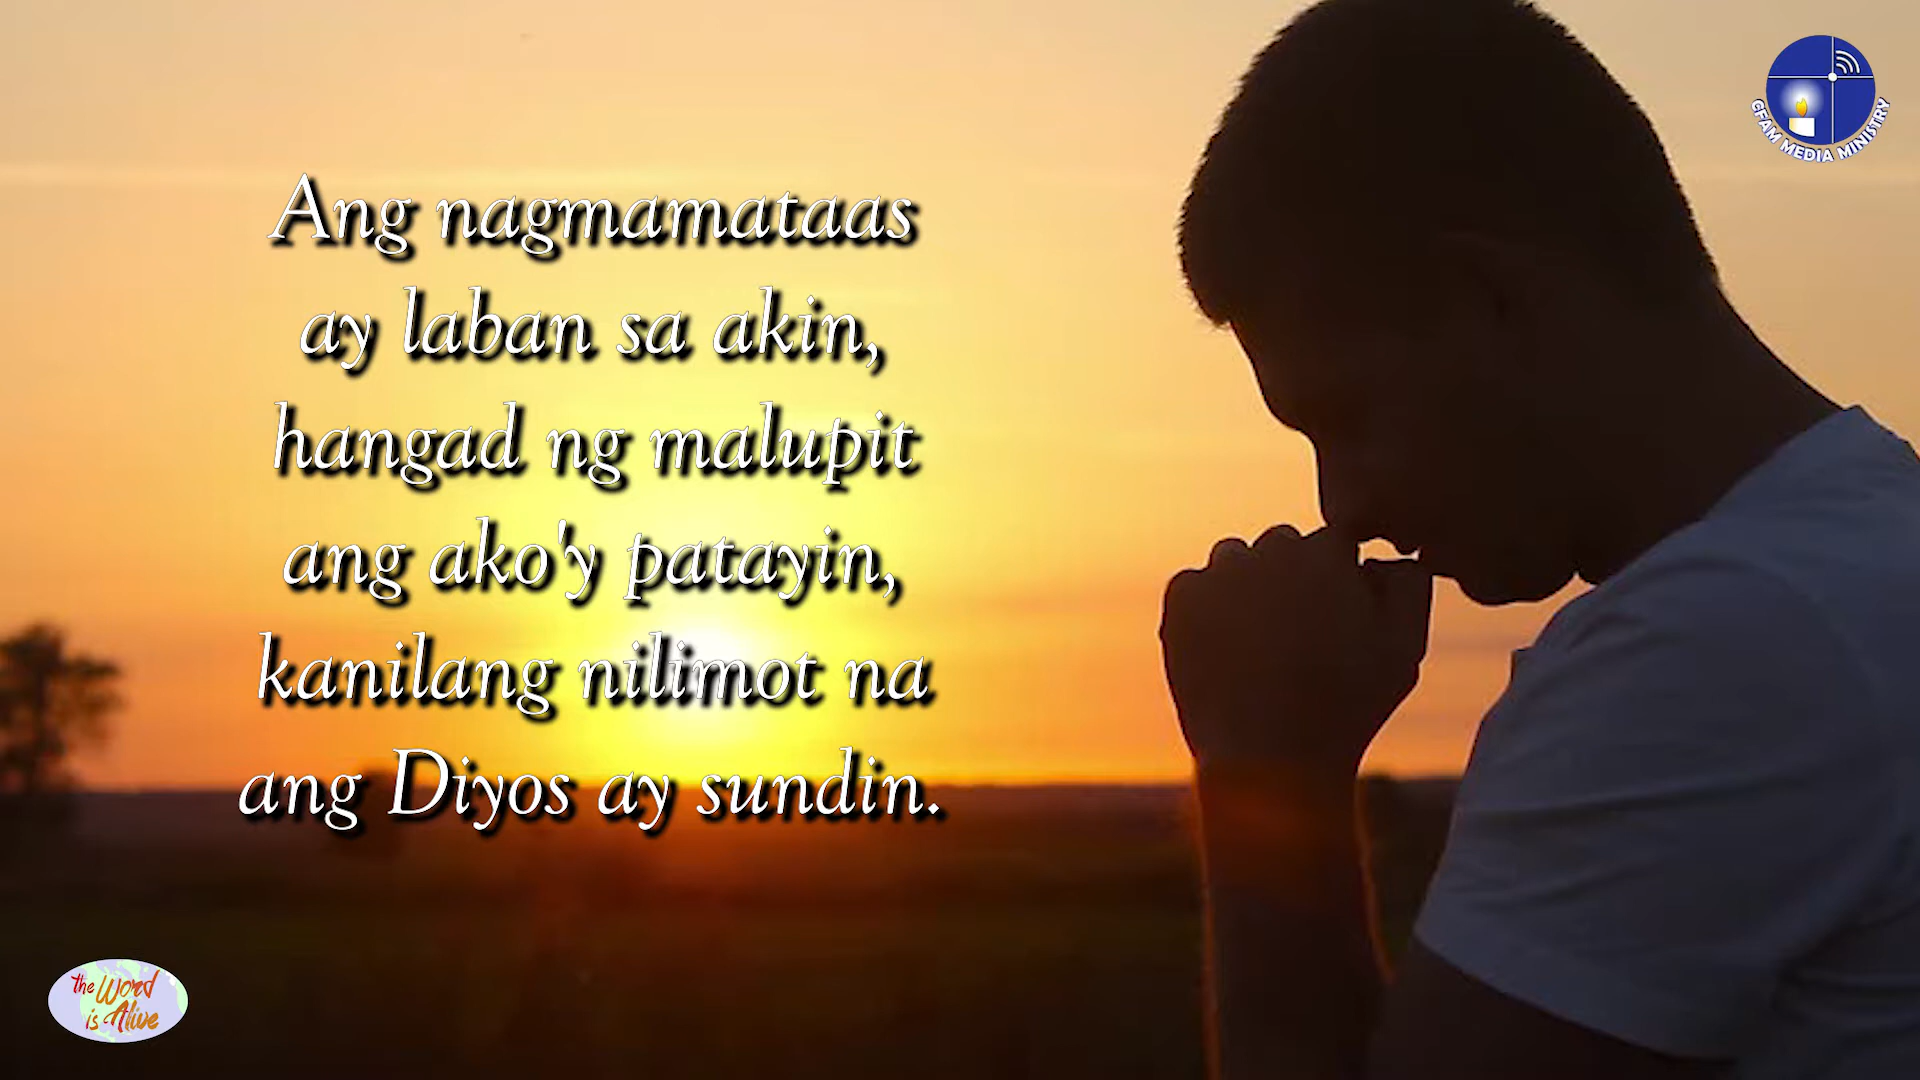 Ang nagmamataas
ay laban sa akin,
hangad ng malupit
ang ako'y patayin,
kanilang nilimot na
ang Diyos ay sundin.
GFAM MEDIA MINISTRY
the Word
is Alive